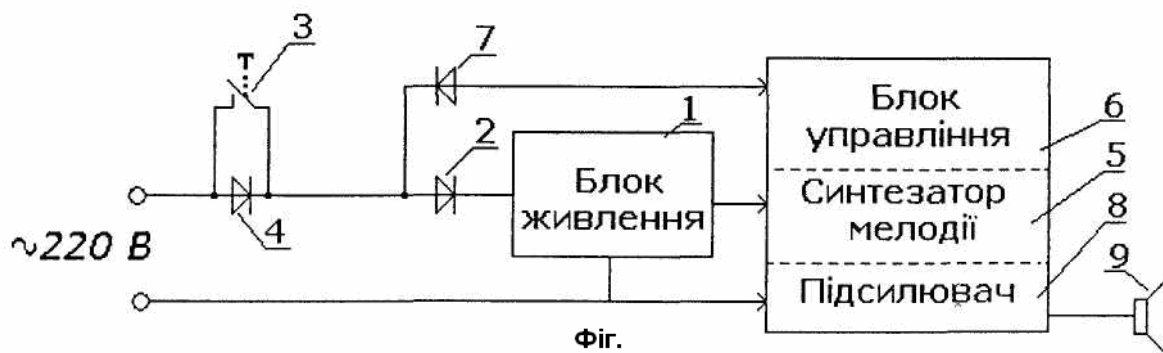 3
7
1
2
4
~220 В
Блок
живлення
Блок
управління
6
Синтезатор
мелодії
5
Підсилювач
8
9
Фіг.